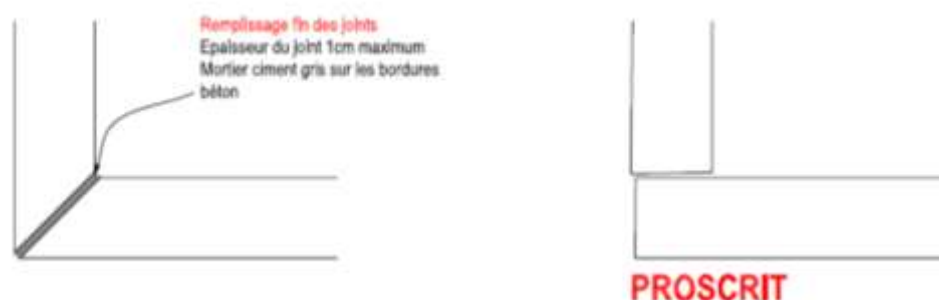 Remplissage fin des joints
Epaisseur du joint 1cm maximum
Mortier ciment gris sur les bordures
béton
PROSCRIT